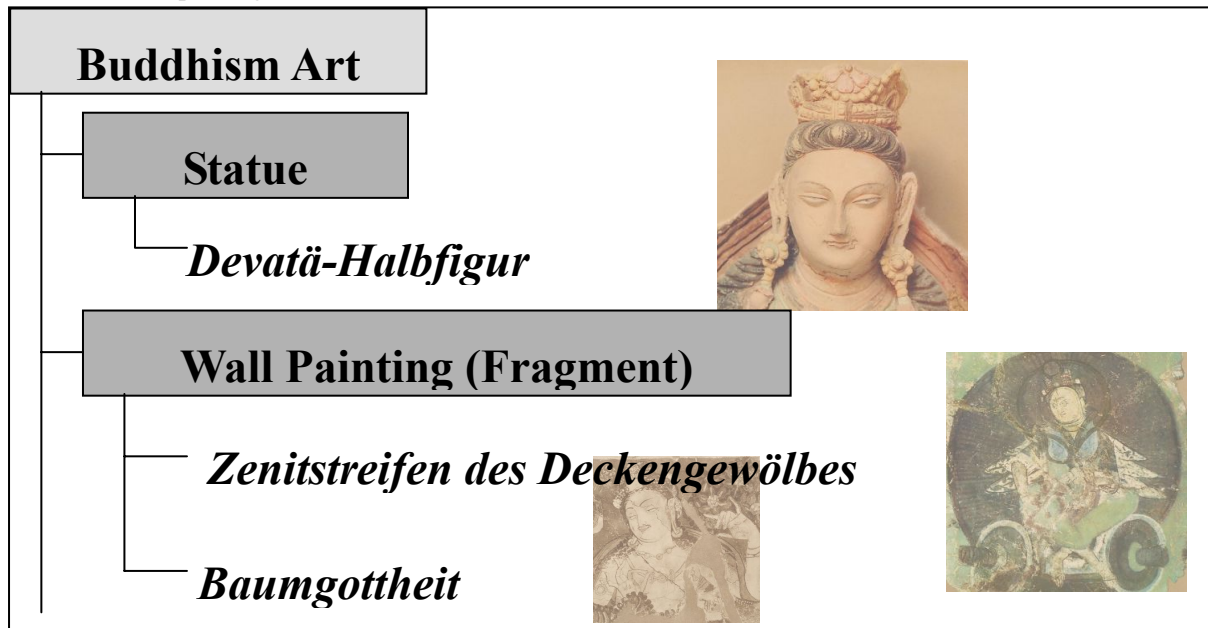 Buddhism Art
Statue
Devatä-Halbfigur
Wall Painting (Fragment)
Zenitstreifen des Deckengewölbes
Baumgottheit